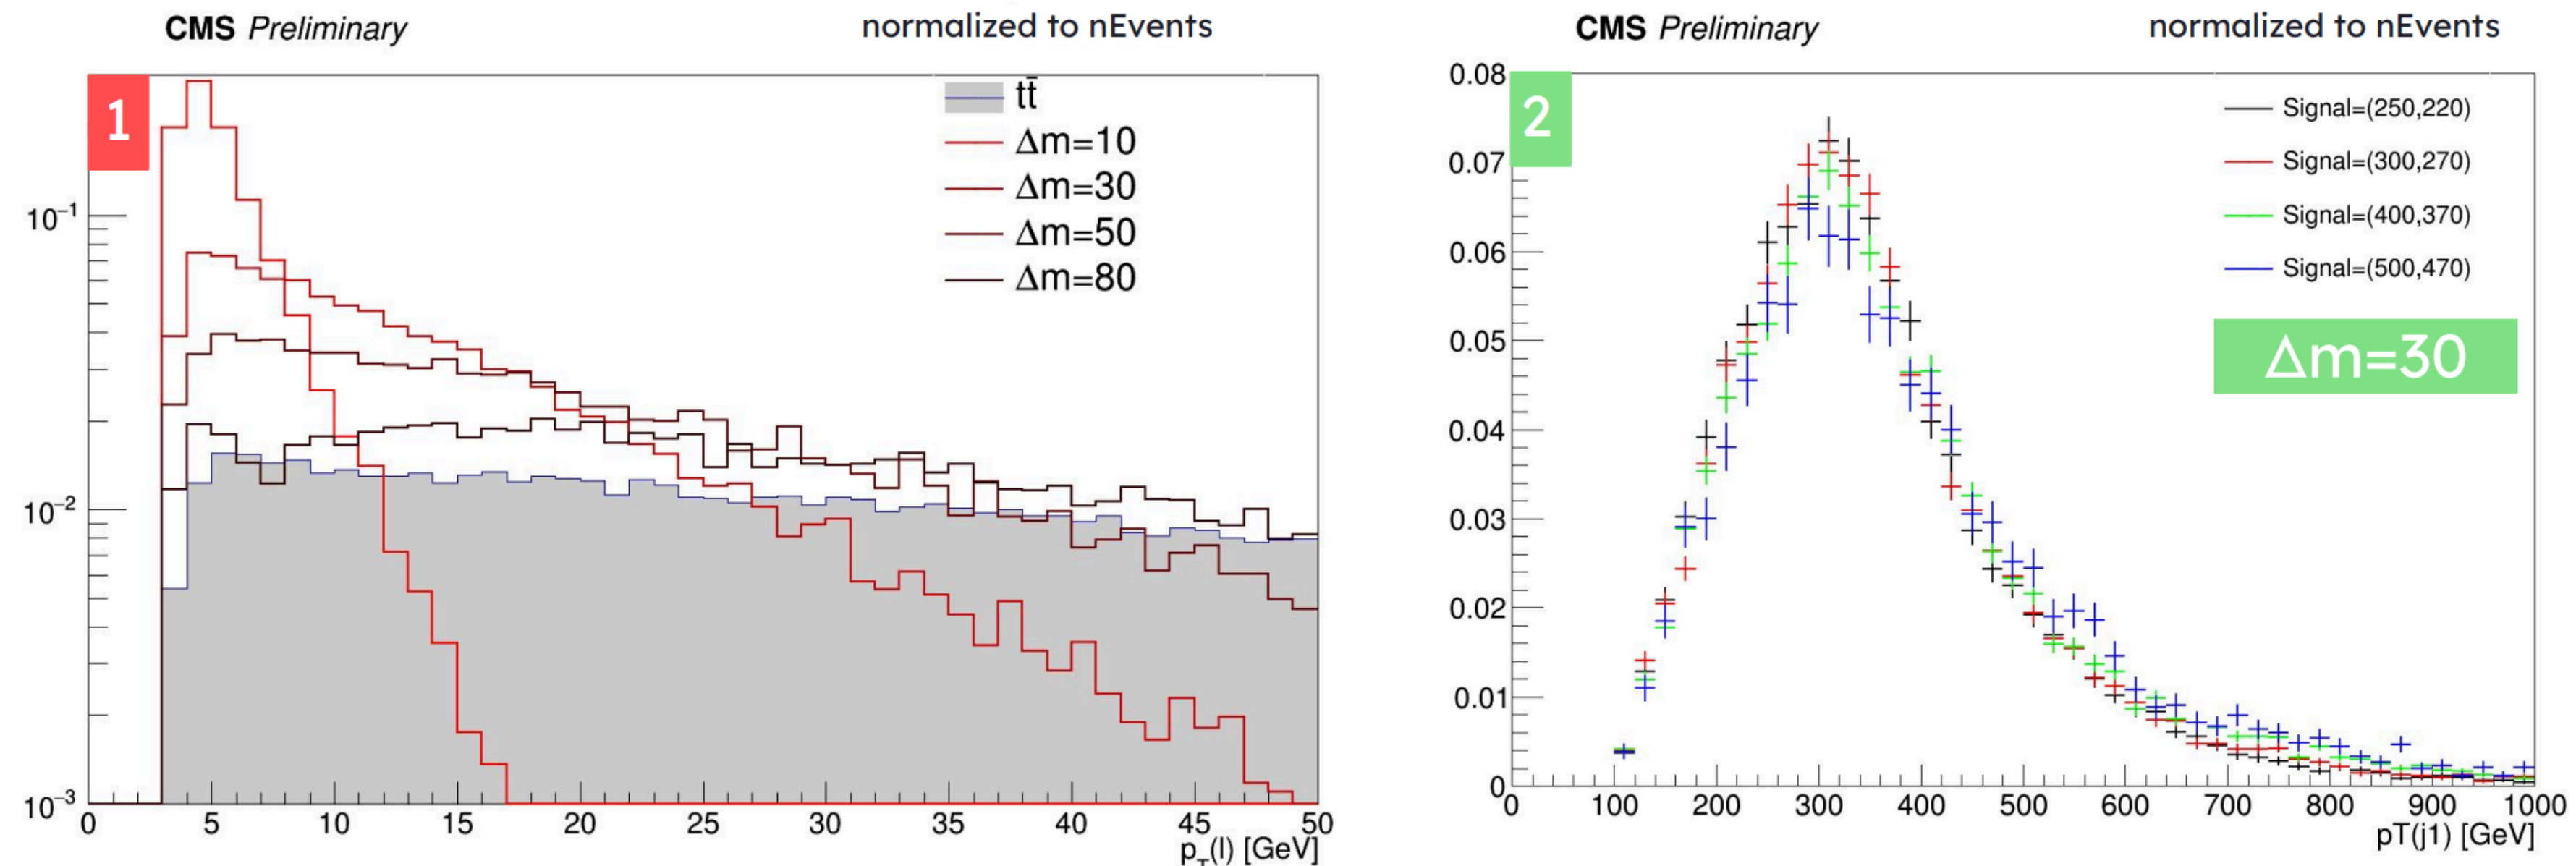 CMS Preliminary
normalized to nEvents
1
tt̄
Δm=10
Δm=30
Δm=50
Δm=80
10⁻¹
10⁻²
10⁻³
0 5 10 15 20 25 30 35 40 45 50
p_T(l) [GeV]
CMS Preliminary
normalized to nEvents
2
Signal=(250,220)
Signal=(300,270)
Signal=(400,370)
Signal=(500,470)
Δm=30
0.08
0.07
0.06
0.05
0.04
0.03
0.02
0.01
0
0 100 200 300 400 500 600 700 800 900 1000
pT(j1) [GeV]